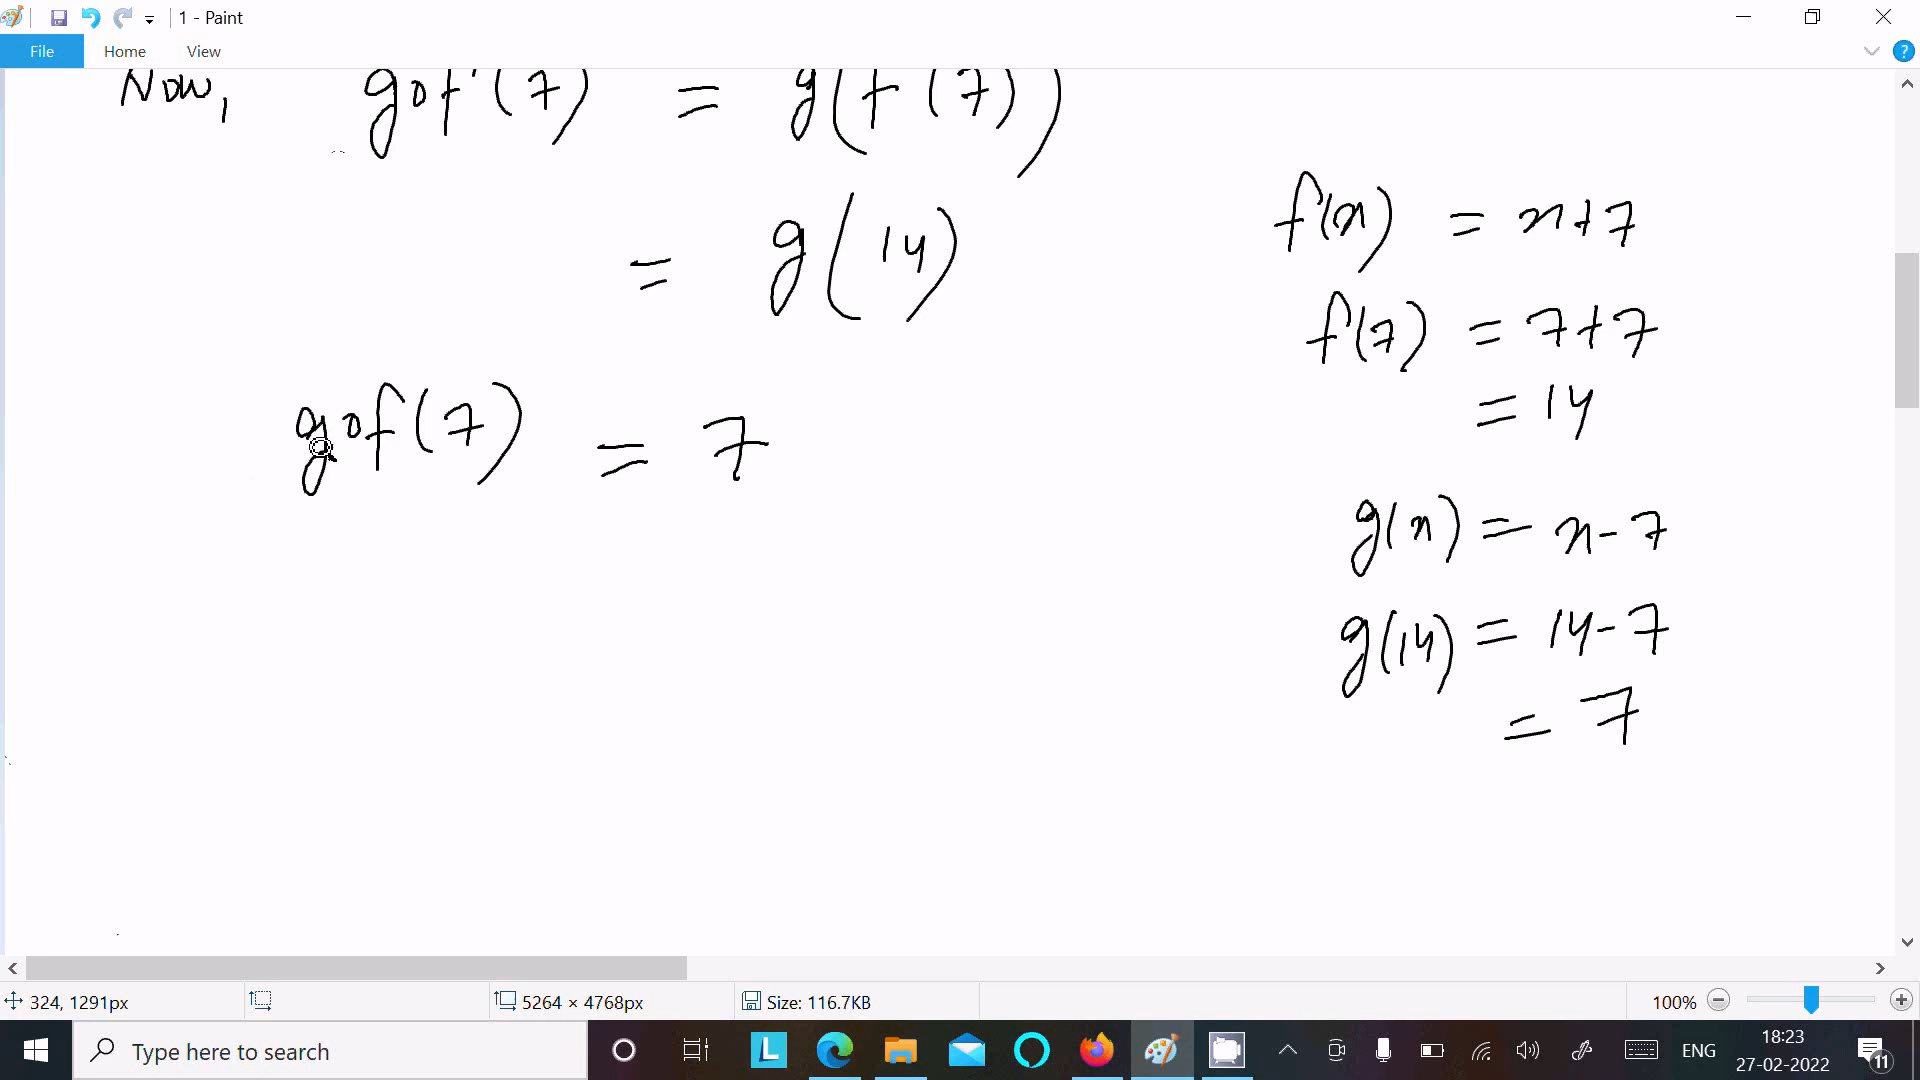 1 - Paint
File Home View
Now, gof(7) = g(f(7))
= g(14)
gof(7) = 7
f(x) = x+7
f(7) = 7+7
= 14
g(x) = x-7
g(14) = 14-7
= 7
324, 1291px 5264 × 4768px Size: 116.7KB 100%
Type here to search
L
ENG
18:23
27-02-2022
11